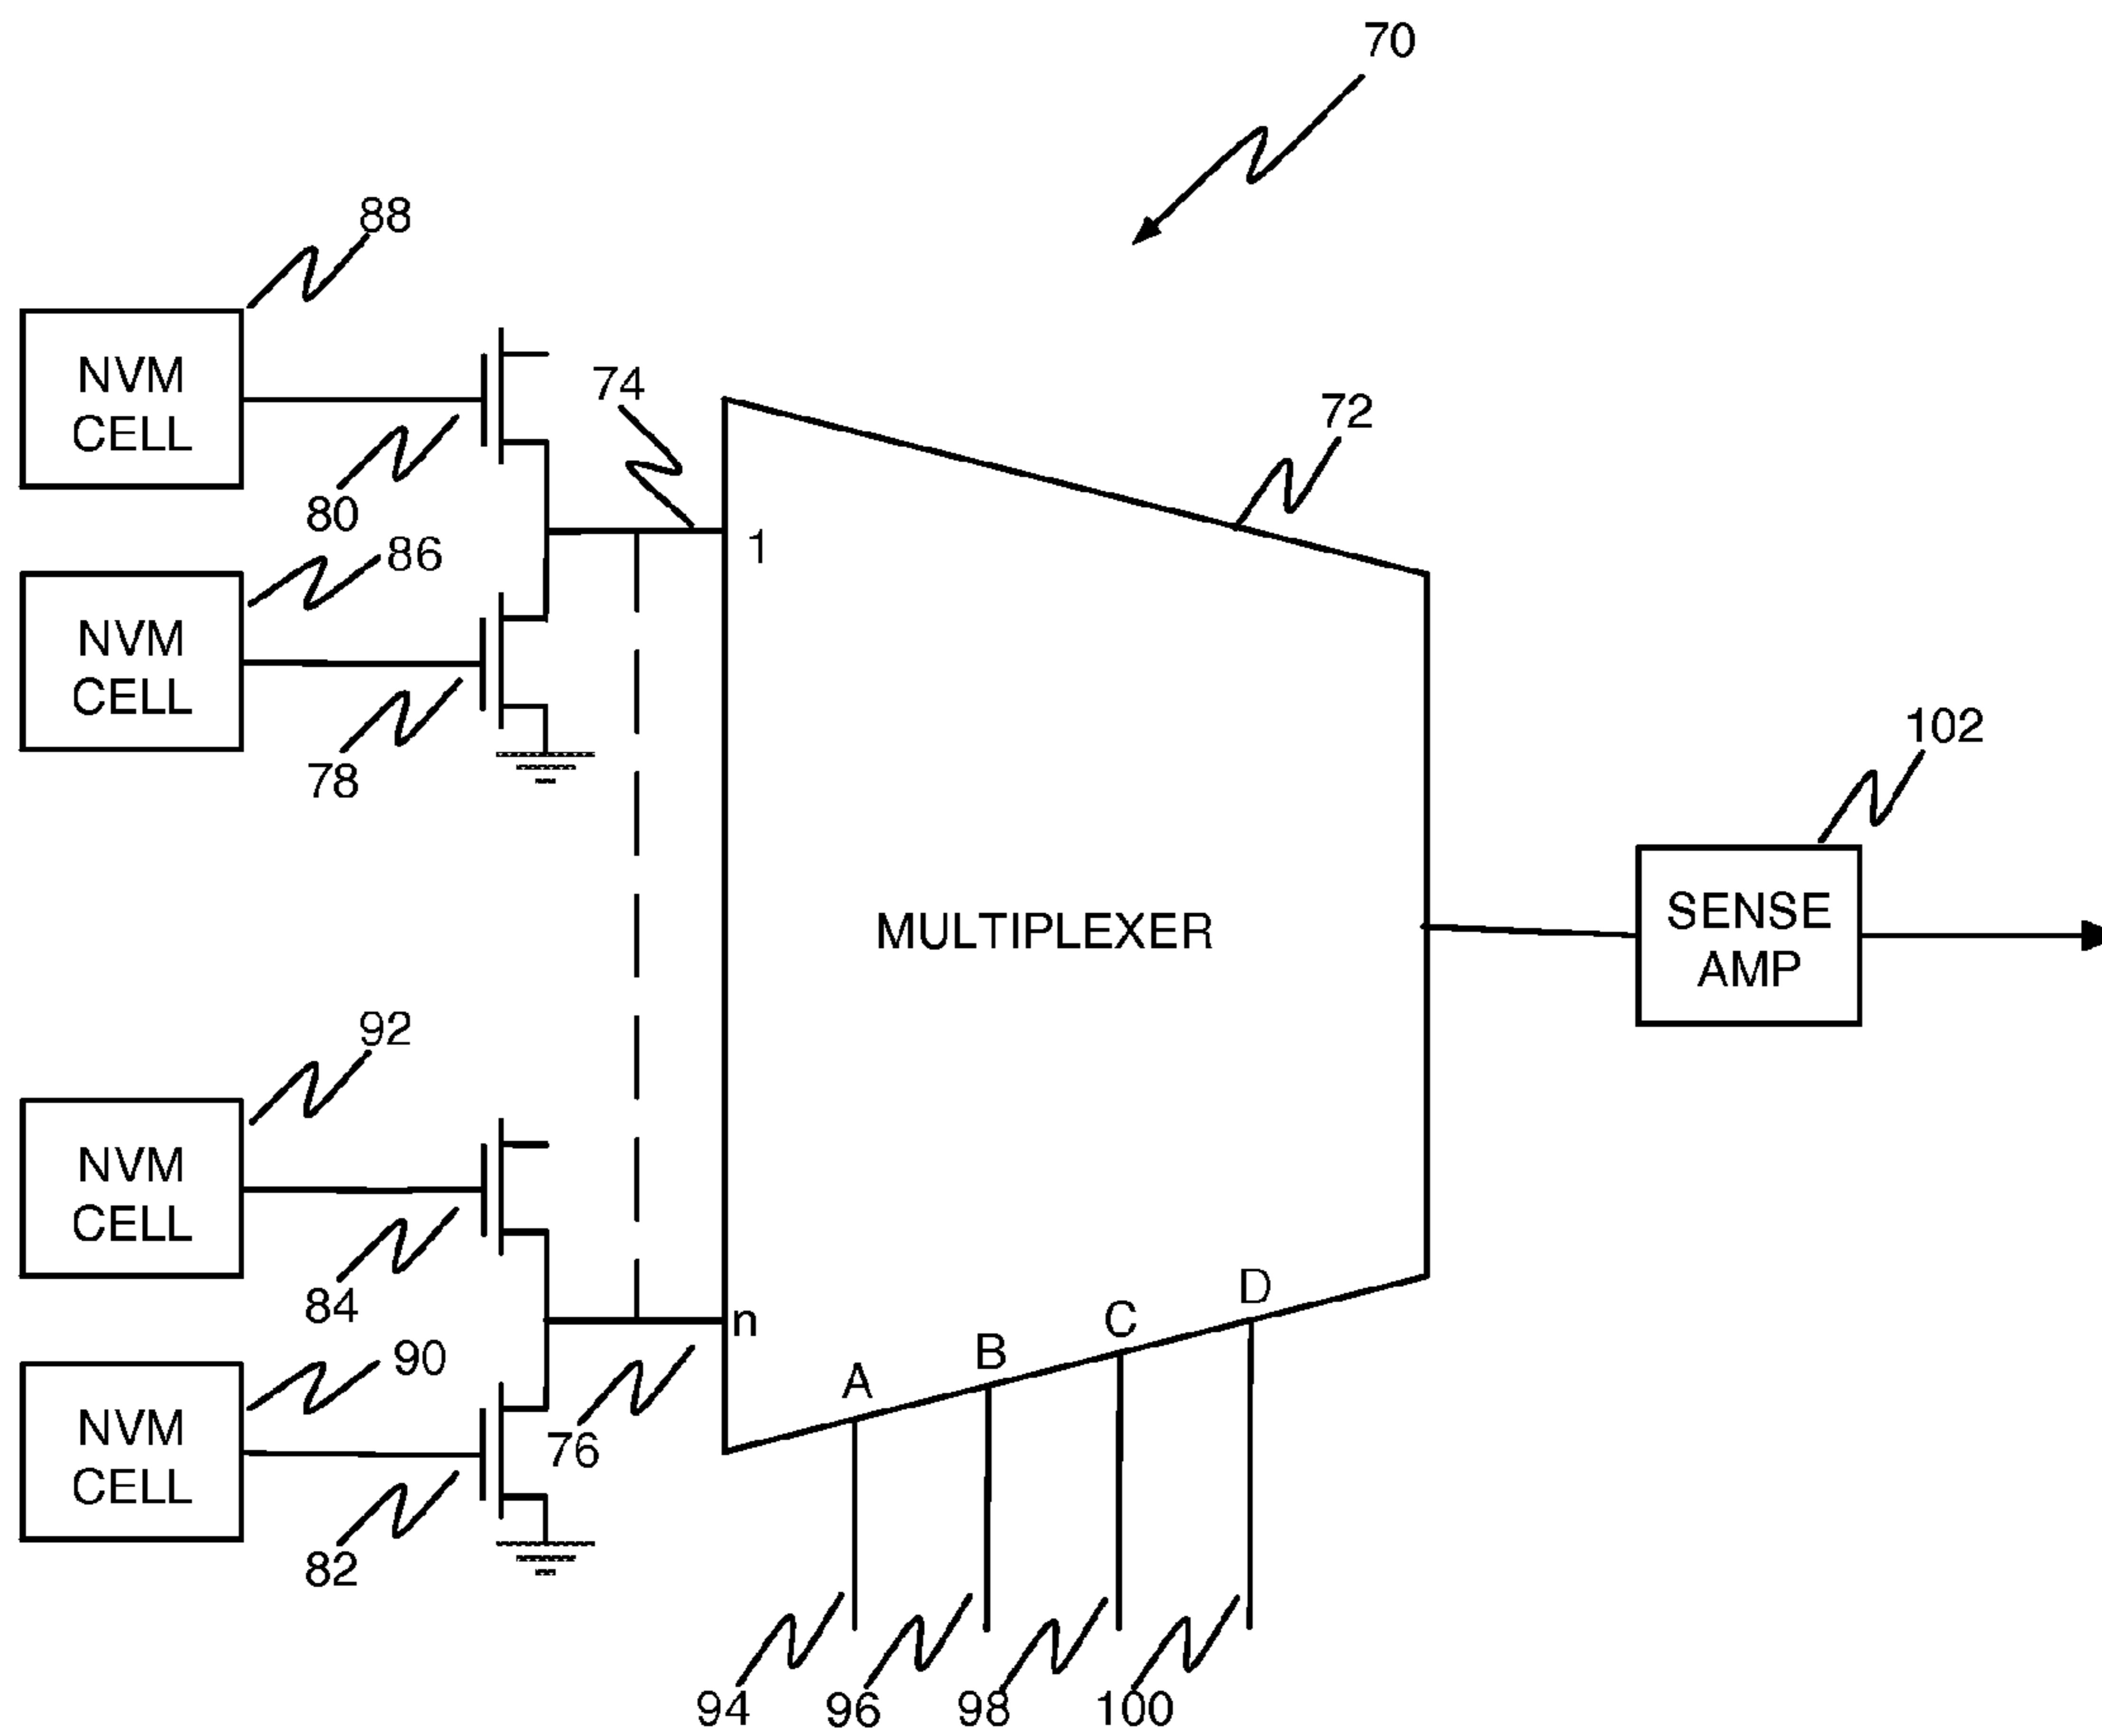 70
88
NVM
CELL
80
74
72
1
86
NVM
CELL
78
102
MULTIPLEXER
SENSE
AMP
92
NVM
CELL
84
n
D
C
B
A
90
NVM
CELL
76
82
94
96
98
100